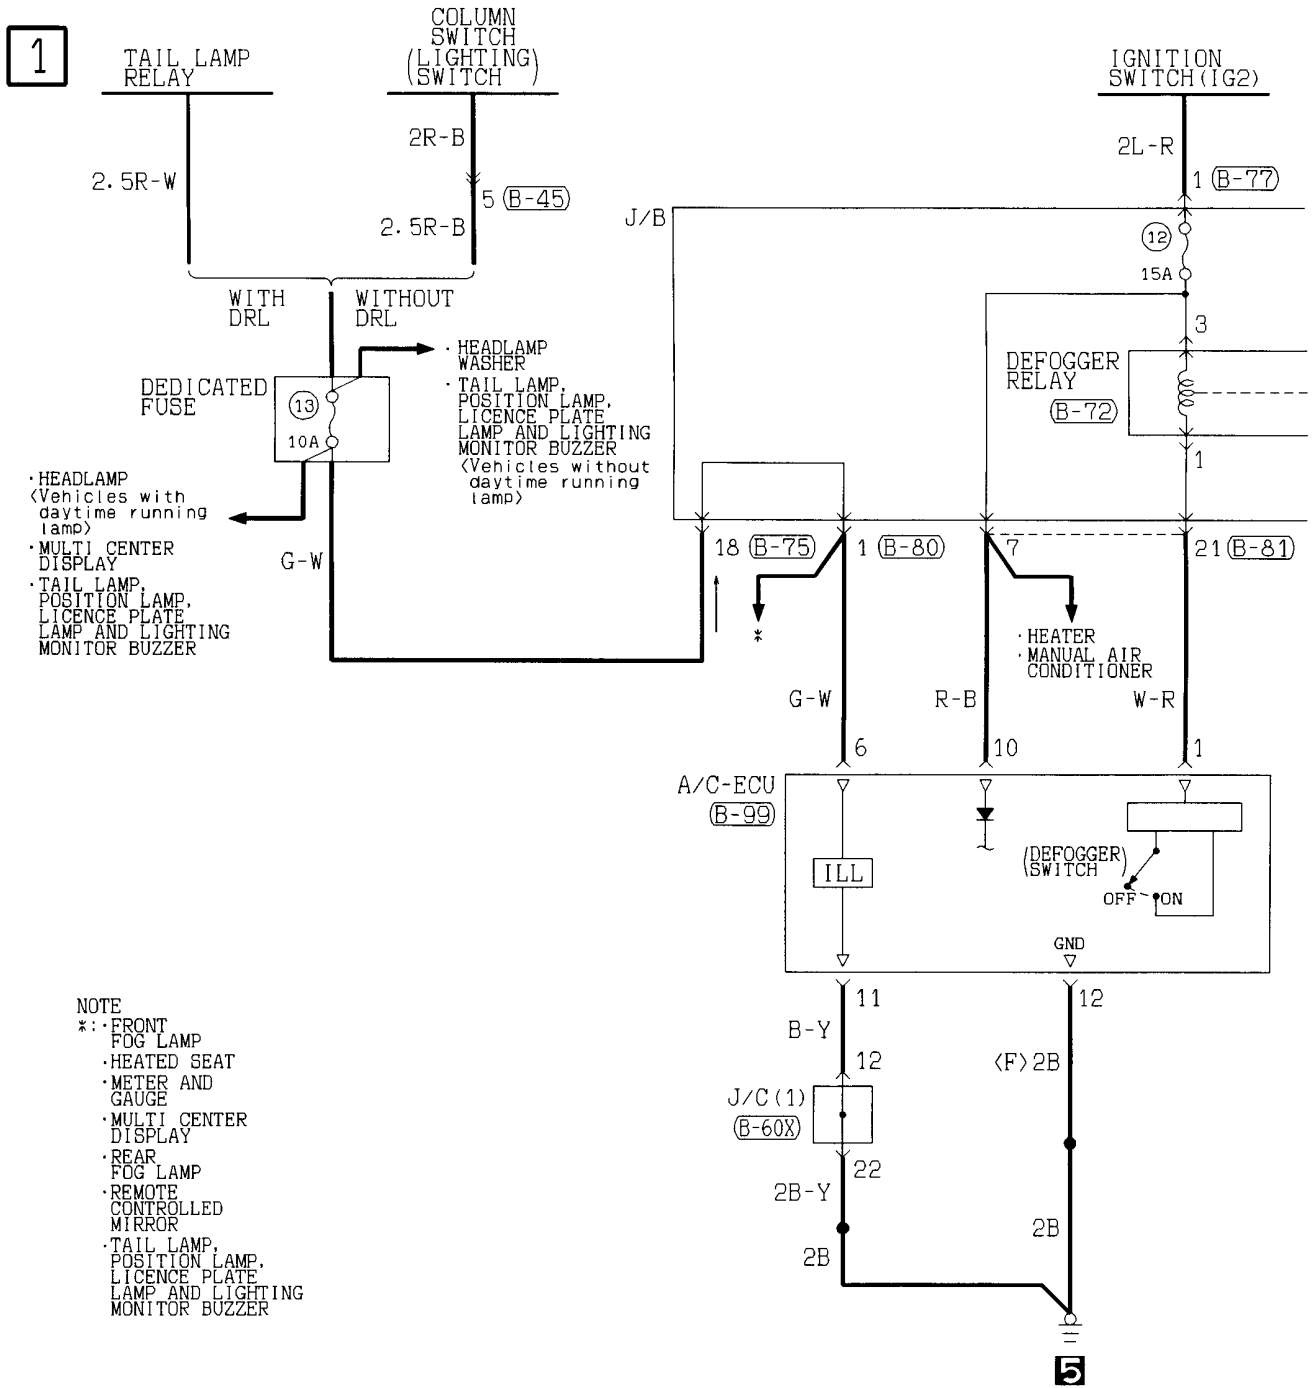 1
TAIL LAMP
RELAY
COLUMN
SWITCH
(LIGHTING)
SWITCH
IGNITION
SWITCH(IG2)
2R-B
2L-R
2.5R-W
5 (B-45)
1 (B-77)
2.5R-B
J/B
12
15A
WITH
DRL
WITHOUT
DRL
3
DEFOGGER
RELAY
(B-72)
1
·HEADLAMP
WASHER
·TAIL LAMP,
POSITION LAMP,
LICENCE PLATE
LAMP AND LIGHTING
MONITOR BUZZER
<Vehicles without
daytime running
lamp>
DEDICATED
FUSE
13
10A
·HEADLAMP
<Vehicles with
daytime running
lamp>
·MULTI CENTER
DISPLAY
·TAIL LAMP,
POSITION LAMP,
LICENCE PLATE
LAMP AND LIGHTING
MONITOR BUZZER
G-W
18 (B-75)
1 (B-80)
7
21 (B-81)
*
·HEATER
·MANUAL AIR
CONDITIONER
G-W
R-B
W-R
6
10
1
A/C-ECU
(B-99)
ILL
(DEFOGGER)
SWITCH
OFF
ON
GND
11
12
B-Y
<F>2B
12
J/C(1)
(B-60X)
22
2B-Y
2B
2B
5
NOTE
*:·FRONT
FOG LAMP
·HEATED SEAT
·METER AND
GAUGE
·MULTI CENTER
DISPLAY
·REAR
FOG LAMP
·REMOTE
CONTROLLED
MIRROR
·TAIL LAMP,
POSITION LAMP,
LICENCE PLATE
LAMP AND LIGHTING
MONITOR BUZZER